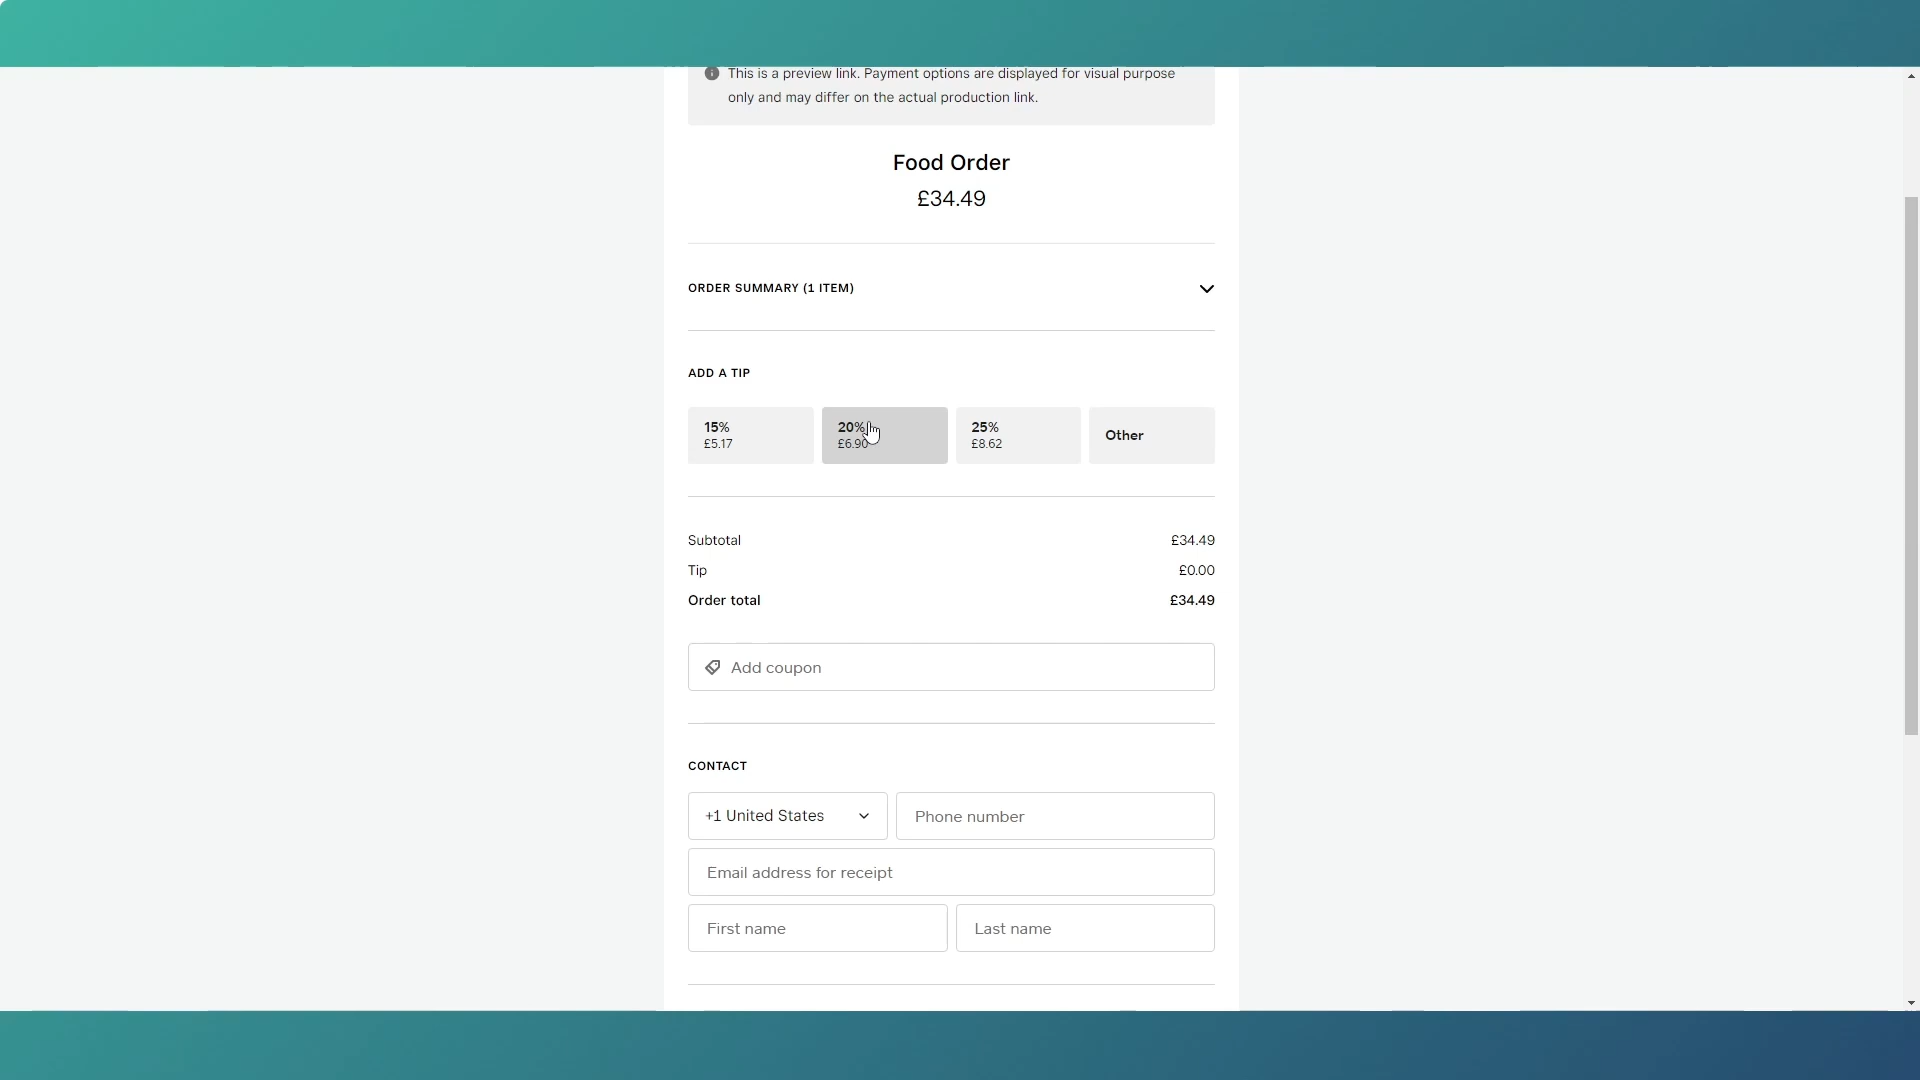 This is a preview link. Payment options are displayed for visual purpose
only and may differ on the actual production link.
Food Order
£34.49
ORDER SUMMARY (1 ITEM)
ADD A TIP
15%
£5.17
20%
£6.90
25%
£8.62
Other
Subtotal £34.49
Tip £0.00
Order total £34.49
Add coupon
CONTACT
+1 United States
Phone number
Email address for receipt
First name
Last name